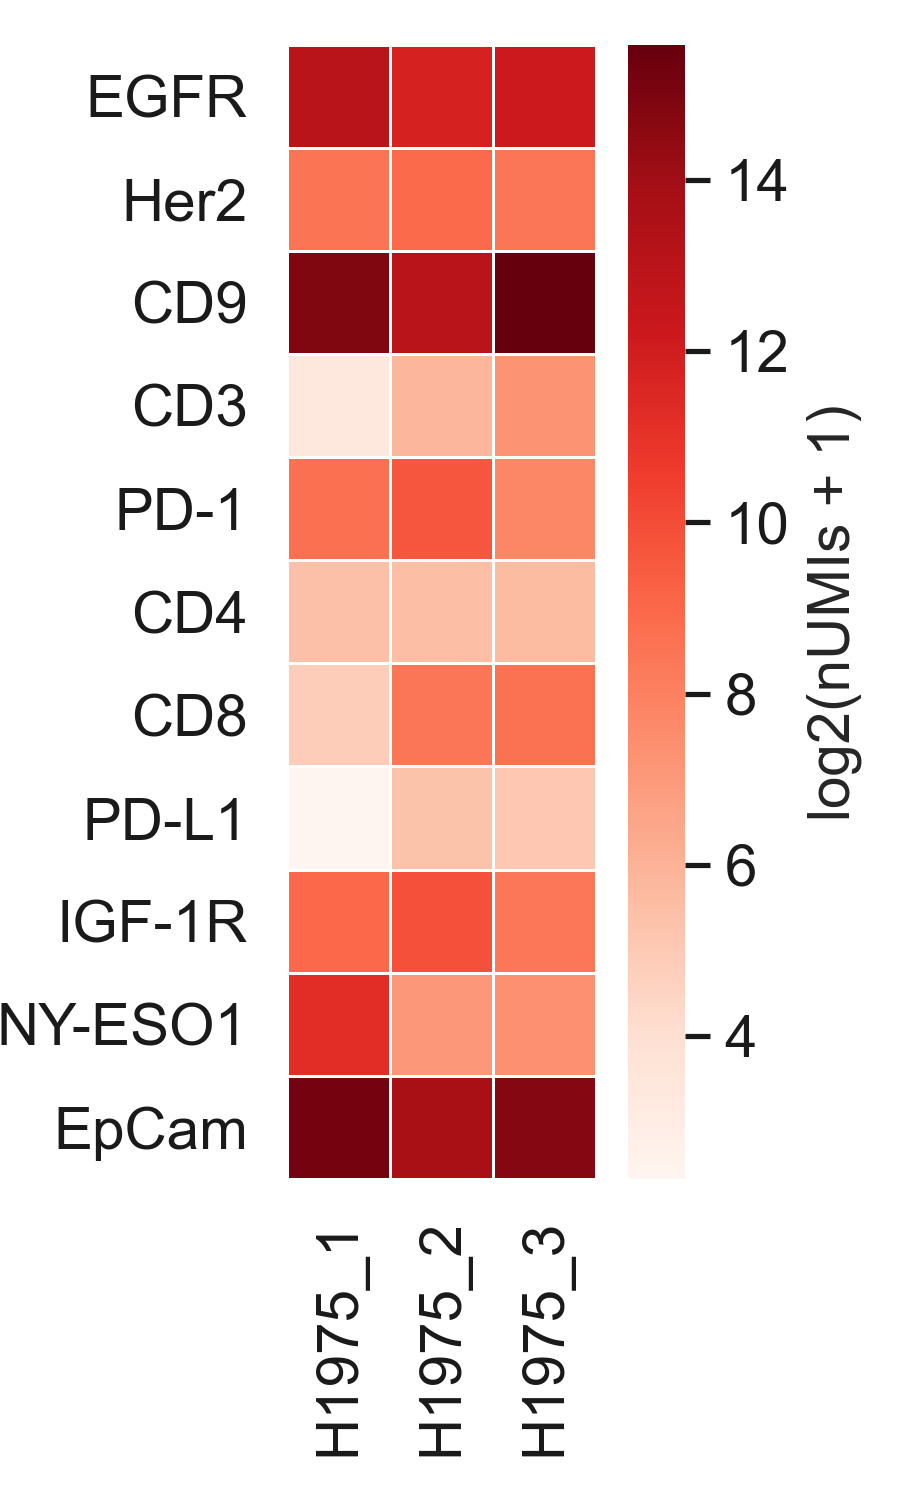 EGFR
Her2
CD9
CD3
PD-1
CD4
CD8
PD-L1
IGF-1R
NY-ESO1
EpCam
H1975_1
H1975_2
H1975_3
14
12
10
8
6
4
log2(nUMIs + 1)